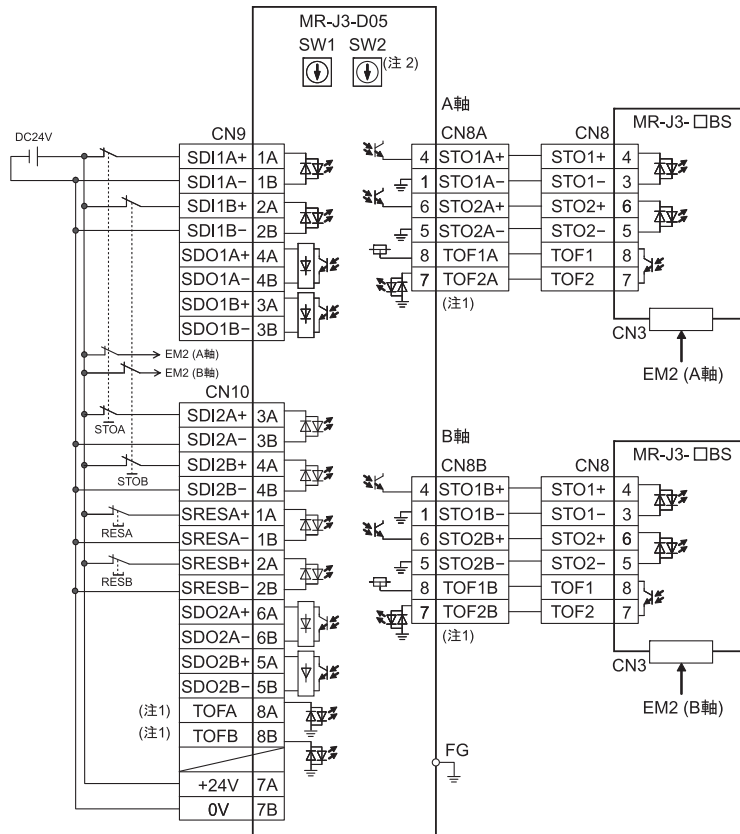 MR-J3-D05
SW1 SW2 (注 2)
DC24V
CN9
SDI1A+ 1A
SDI1A− 1B
SDI1B+ 2A
SDI1B− 2B
SDO1A+ 4A
SDO1A− 4B
SDO1B+ 3A
SDO1B− 3B
EM2 (A軸)
EM2 (B軸)
CN10
SDI2A+ 3A
STOA
SDI2A− 3B
SDI2B+ 4A
STOB
SDI2B− 4B
SRESA+ 1A
RESA
SRESA− 1B
SRESB+ 2A
RESB
SRESB− 2B
SDO2A+ 6A
SDO2A− 6B
SDO2B+ 5A
SDO2B− 5B
(注1) TOFA 8A
(注1) TOFB 8B
+24V 7A
0V 7B
A軸
CN8A CN8
MR-J3-□BS
4 STO1A+ STO1+ 4
1 STO1A− STO1− 3
6 STO2A+ STO2+ 6
5 STO2A− STO2− 5
8 TOF1A TOF1 8
7 TOF2A TOF2 7
(注1)
CN3
EM2 (A軸)
B軸
CN8B CN8
MR-J3-□BS
4 STO1B+ STO1+ 4
1 STO1B− STO1− 3
6 STO2B+ STO2+ 6
5 STO2B− STO2− 5
8 TOF1B TOF1 8
7 TOF2B TOF2 7
(注1)
CN3
EM2 (B軸)
FG